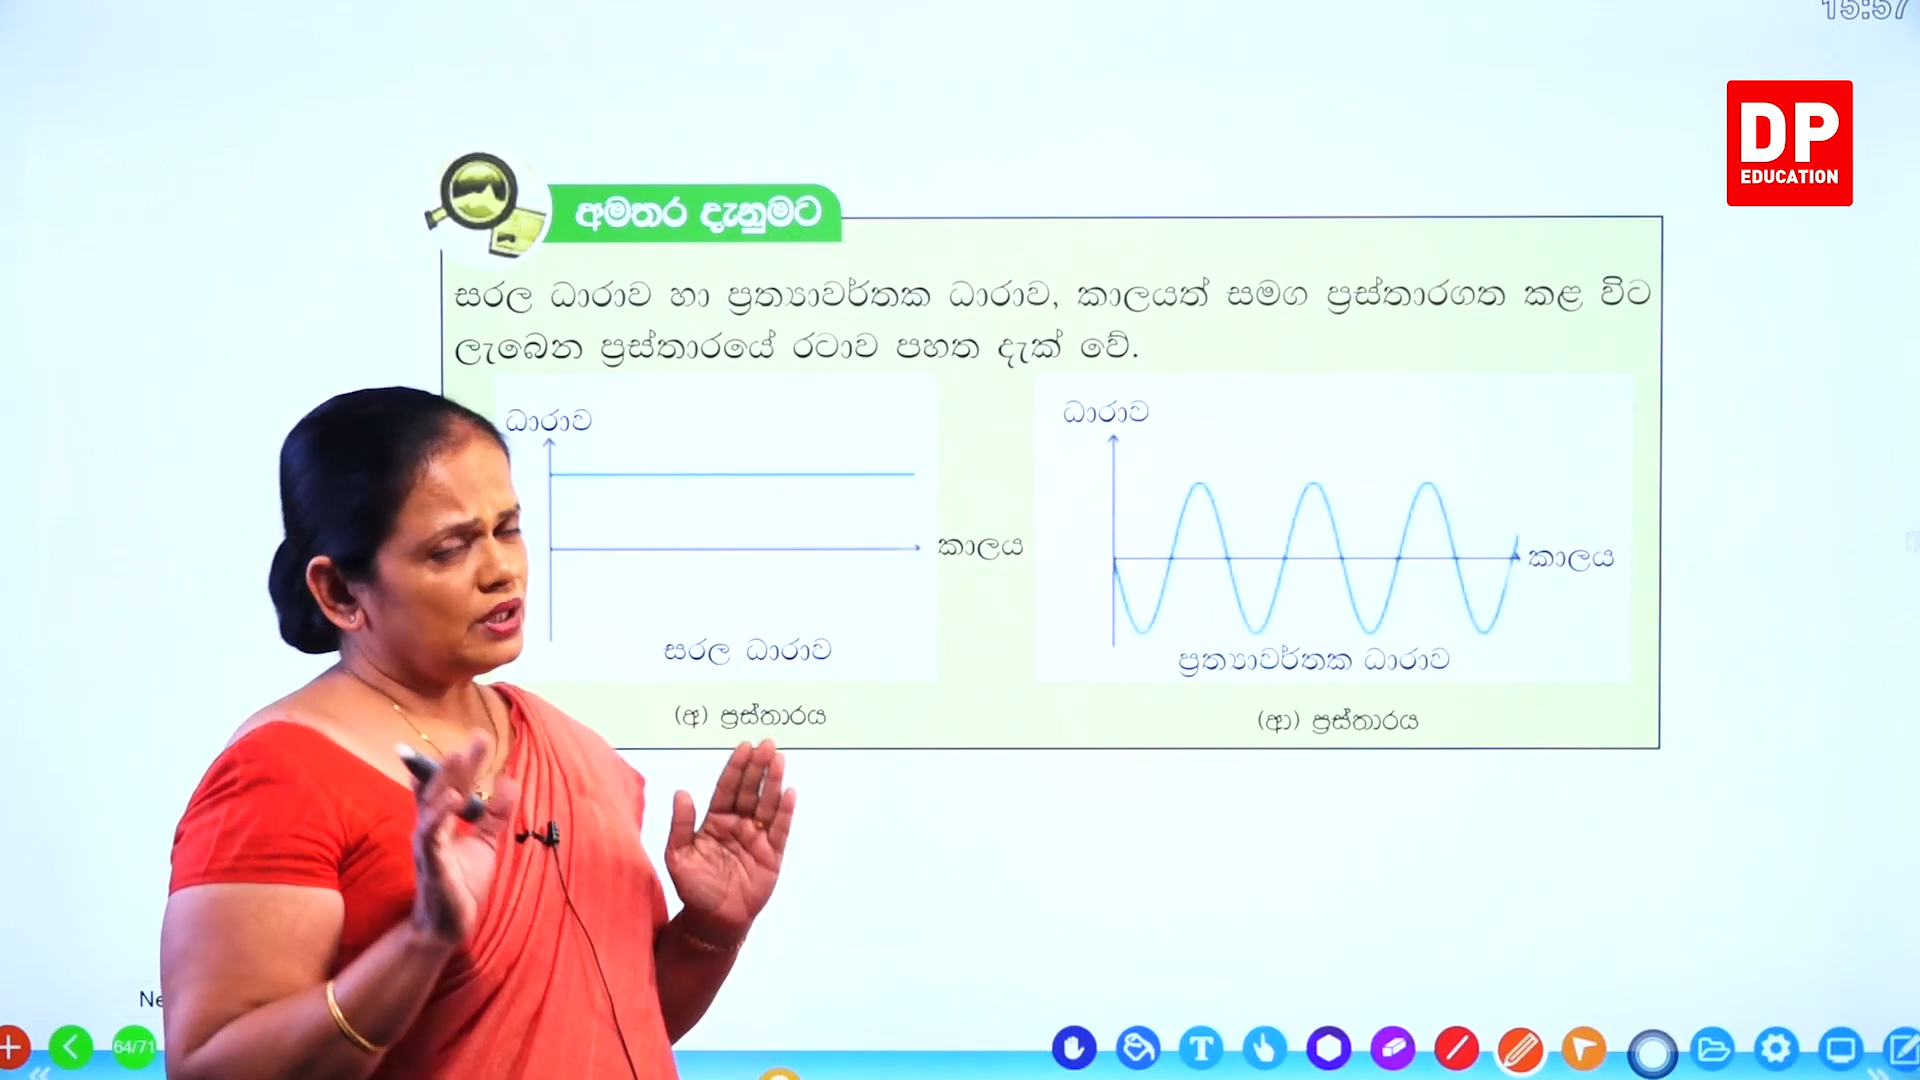 15:57
DP
EDUCATION
අමතර දැනුමට
සරල ධාරාව හා ප්‍රත්‍යාවර්තක ධාරාව, කාලයත් සමග ප්‍රස්තාරගත කළ විට
ලැබෙන ප්‍රස්තාරයේ රටාව පහත දැක් වේ.
ධාරාව
කාලය
සරල ධාරාව
(අ) ප්‍රස්තාරය
ධාරාව
කාලය
ප්‍රත්‍යාවර්තක ධාරාව
(ආ) ප්‍රස්තාරය
64/71
T